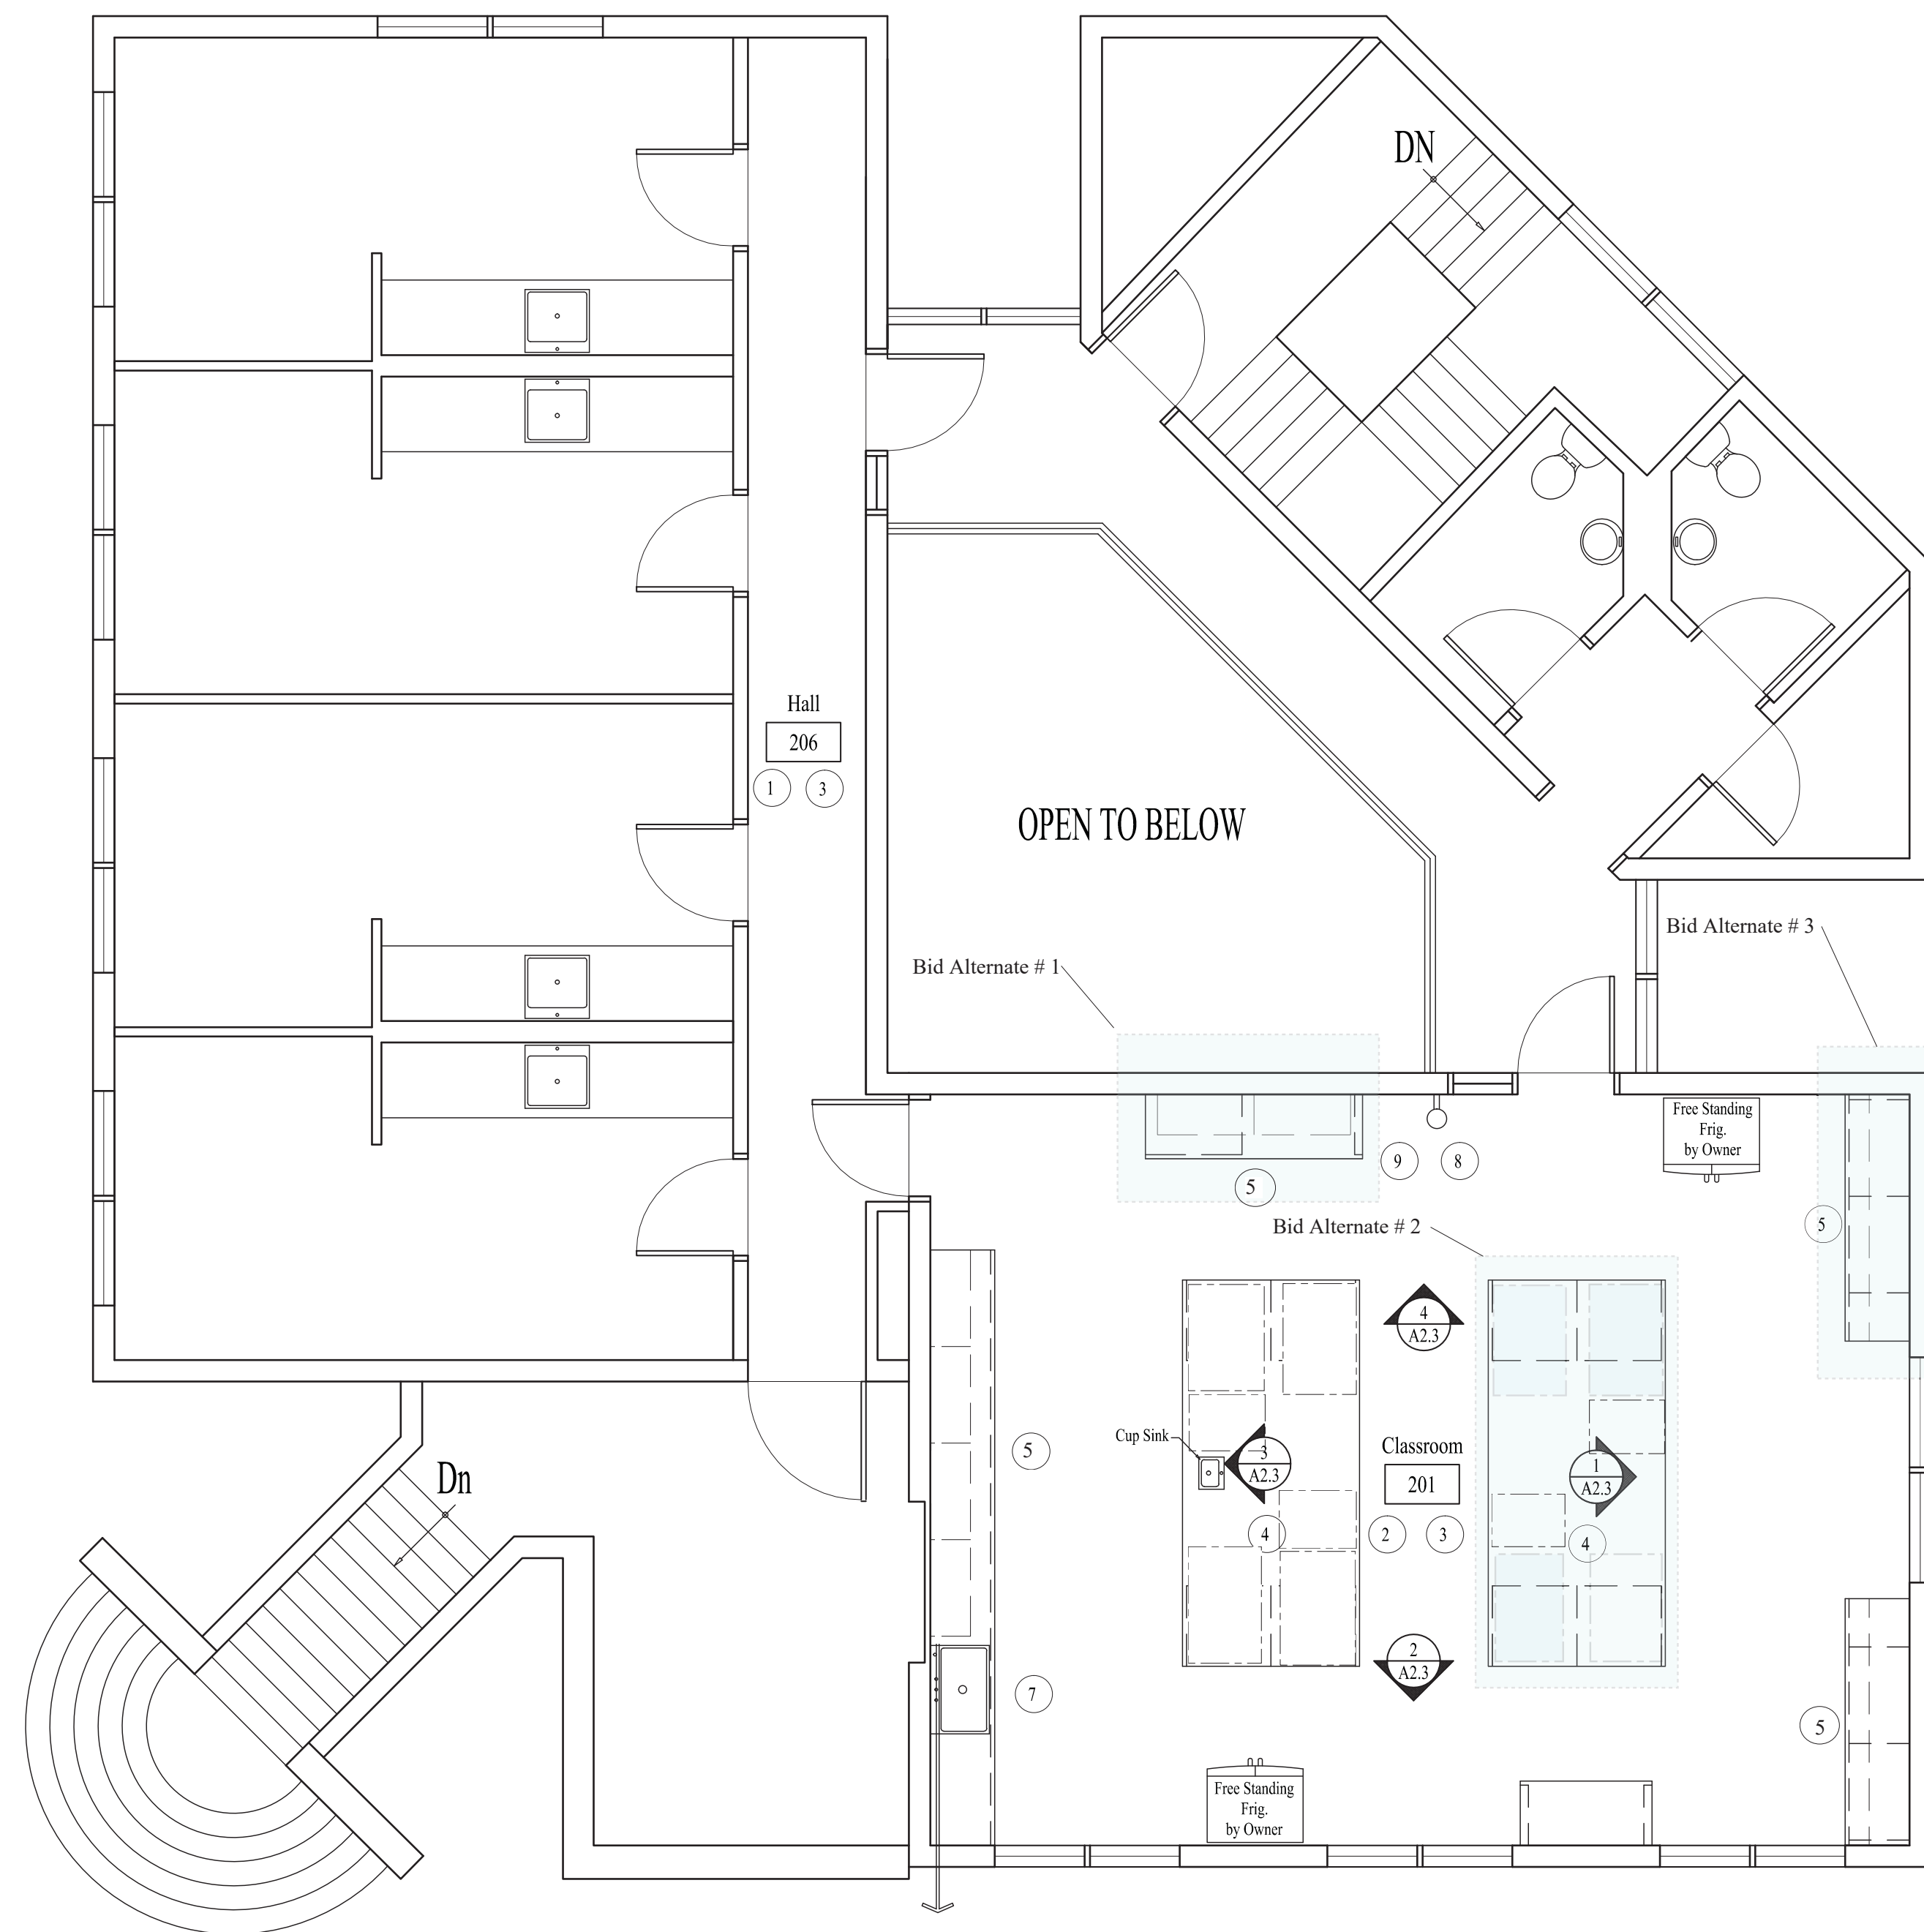 DN
Hall
206
1
3
OPEN TO BELOW
Bid Alternate # 3
Bid Alternate # 1
Free Standing
Frig.
by Owner
9
8
5
5
Bid Alternate # 2
4
A2.3
Cup Sink
3
A2.3
Classroom
201
1
A2.3
5
4
2
3
4
Dn
2
A2.3
7
5
Free Standing
Frig.
by Owner